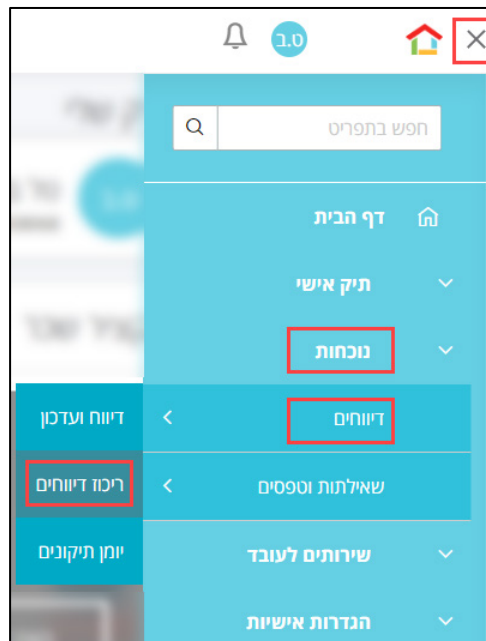 ט.ב
חפש בתפריט
דף הבית
תיק אישי
נוכחות
דיווחים
דיווח ועדכון
שאילתות וטפסים
ריכוז דיווחים
יומן תיקונים
שירותים לעובד
הגדרות אישיות